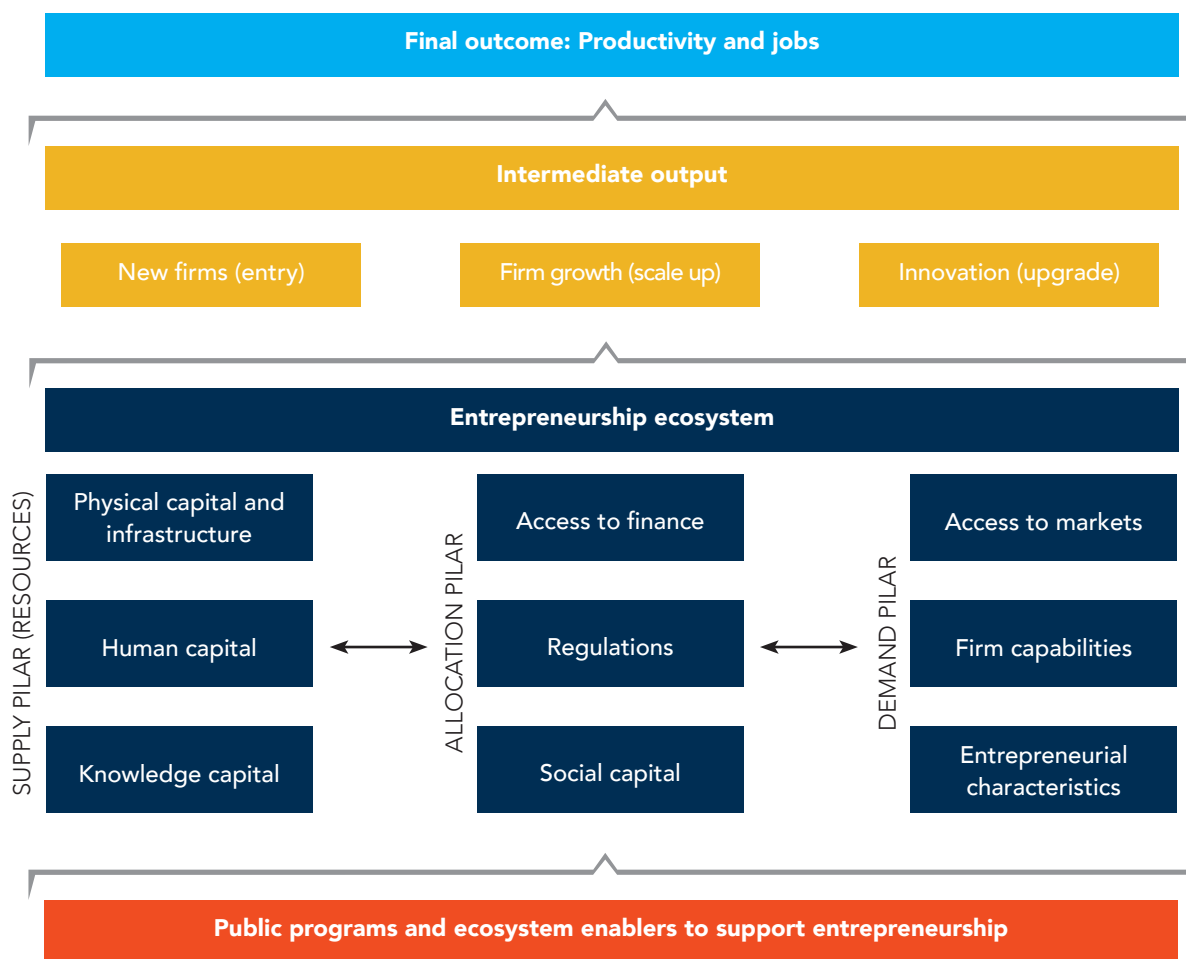 Final outcome: Productivity and jobs
Intermediate output
New firms (entry)
Firm growth (scale up)
Innovation (upgrade)
Entrepreneurship ecosystem
SUPPLY PILAR (RESOURCES)
Physical capital and
infrastructure
Human capital
Knowledge capital
ALLOCATION PILAR
Access to finance
Regulations
Social capital
DEMAND PILAR
Access to markets
Firm capabilities
Entrepreneurial
characteristics
Public programs and ecosystem enablers to support entrepreneurship